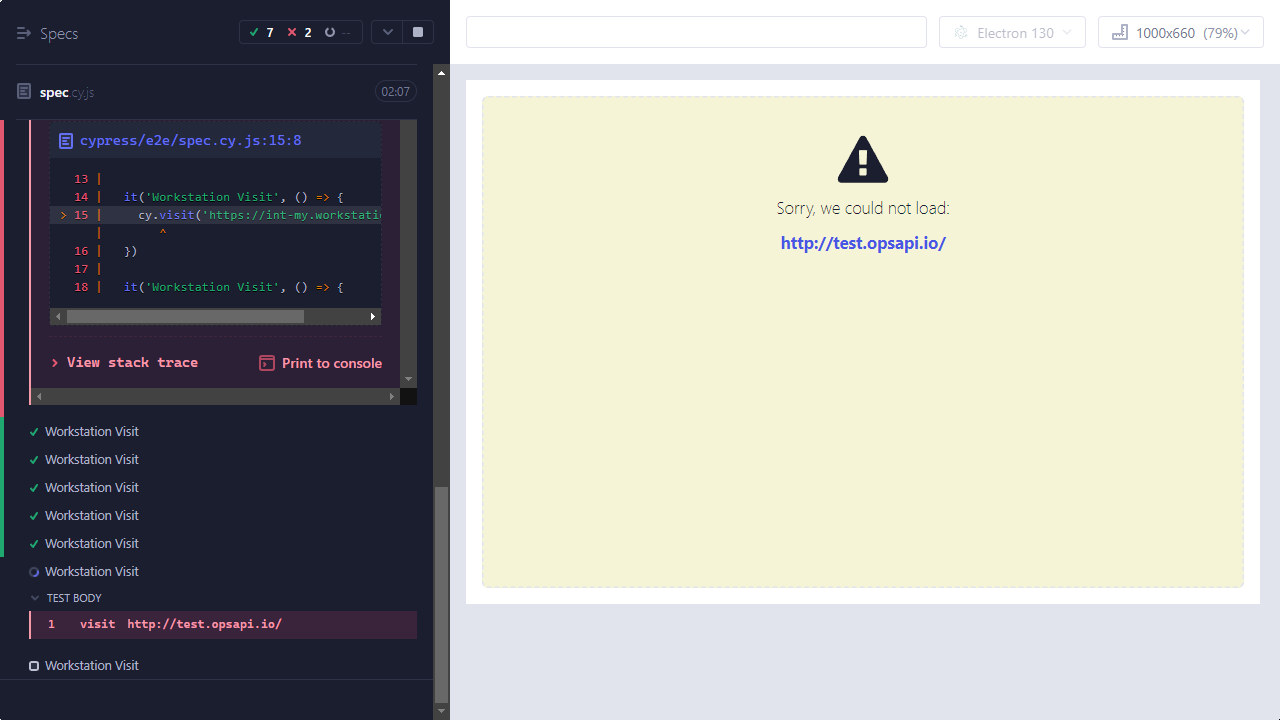 Specs
7 2 --
Electron 130
1000x660 (79%)
spec.cy.js
02:07
cypress/e2e/spec.cy.js:15:8
13 |
14 | it('Workstation Visit', () => {
> 15 | cy.visit('https://int-my.workstatio
| ^
16 | })
17 |
18 | it('Workstation Visit', () => {
> View stack trace
Print to console
Workstation Visit
Workstation Visit
Workstation Visit
Workstation Visit
Workstation Visit
Workstation Visit
TEST BODY
1 visit http://test.opsapi.io/
Workstation Visit
Sorry, we could not load:
http://test.opsapi.io/